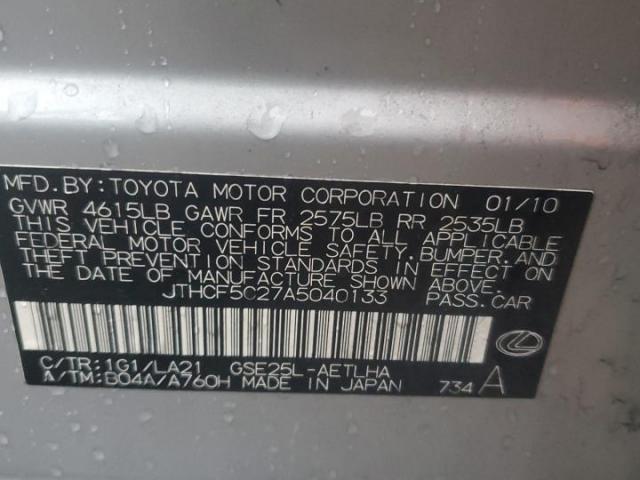 MFD.BY:TOYOTA MOTOR CORPORATION 01/10
GVWR 4615LB GAWR FR 2575LB RR 2535LB
THIS VEHICLE CONFORMS TO ALL APPLICABLE
FEDERAL MOTOR VEHICLE SAFETY,BUMPER,AND
THEFT PREVENTION STANDARDS IN EFFECT ON
THE DATE OF MANUFACTURE SHOWN ABOVE.
JTHCF5C27A5040133 PASS.CAR
C/TR:1G1/LA21 GSE25L-AETLHA
A/TM:B04A/A760H MADE IN JAPAN 734 A